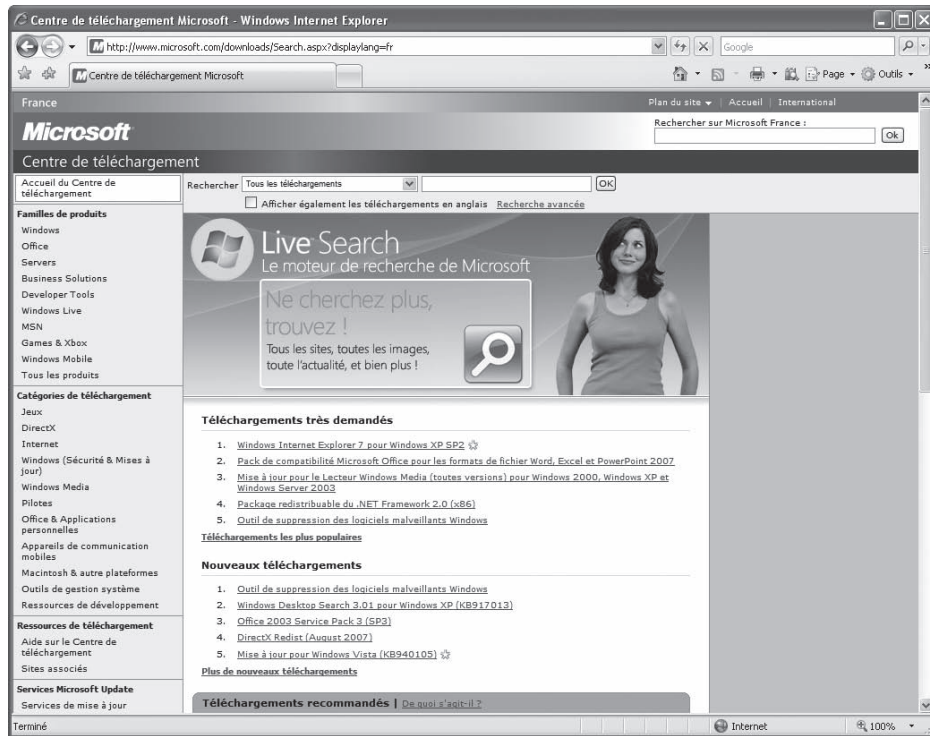 Centre de téléchargement Microsoft - Windows Internet Explorer
http://www.microsoft.com/downloads/Search.aspx?displaylang=fr
Google
Centre de téléchargement Microsoft
Page
Outils
»
France
Plan du site
Accueil
International
Microsoft
Rechercher sur Microsoft France :
Ok
Centre de téléchargement
Accueil du Centre de
téléchargement
Familles de produits
Windows
Office
Servers
Business Solutions
Developer Tools
Windows Live
MSN
Games & Xbox
Windows Mobile
Tous les produits
Catégories de téléchargement
Jeux
DirectX
Internet
Windows (Sécurité & Mises à
jour)
Windows Media
Pilotes
Office & Applications
personnelles
Appareils de communication
mobiles
Macintosh & autre plateformes
Outils de gestion système
Ressources de développement
Ressources de téléchargement
Aide sur le Centre de
téléchargement
Sites associés
Services Microsoft Update
Services de mise à jour
Rechercher Tous les téléchargements OK
Afficher également les téléchargements en anglais Recherche avancée
Live Search
Le moteur de recherche de Microsoft
Ne cherchez plus,
trouvez !
Tous les sites, toutes les images,
toute l'actualité, et bien plus !
Téléchargements très demandés
1. Windows Internet Explorer 7 pour Windows XP SP2
2. Pack de compatibilité Microsoft Office pour les formats de fichier Word, Excel et PowerPoint 2007
3. Mise à jour pour le Lecteur Windows Media (toutes versions) pour Windows 2000, Windows XP et
Windows Server 2003
4. Package redistribuable du .NET Framework 2.0 (x86)
5. Outil de suppression des logiciels malveillants Windows
Téléchargements les plus populaires
Nouveaux téléchargements
1. Outil de suppression des logiciels malveillants Windows
2. Windows Desktop Search 3.01 pour Windows XP (KB917013)
3. Office 2003 Service Pack 3 (SP3)
4. DirectX Redist (August 2007)
5. Mise à jour pour Windows Vista (KB940105)
Plus de nouveaux téléchargements
Téléchargements recommandés | De quoi s'agit-il ?
Terminé
Internet
100%